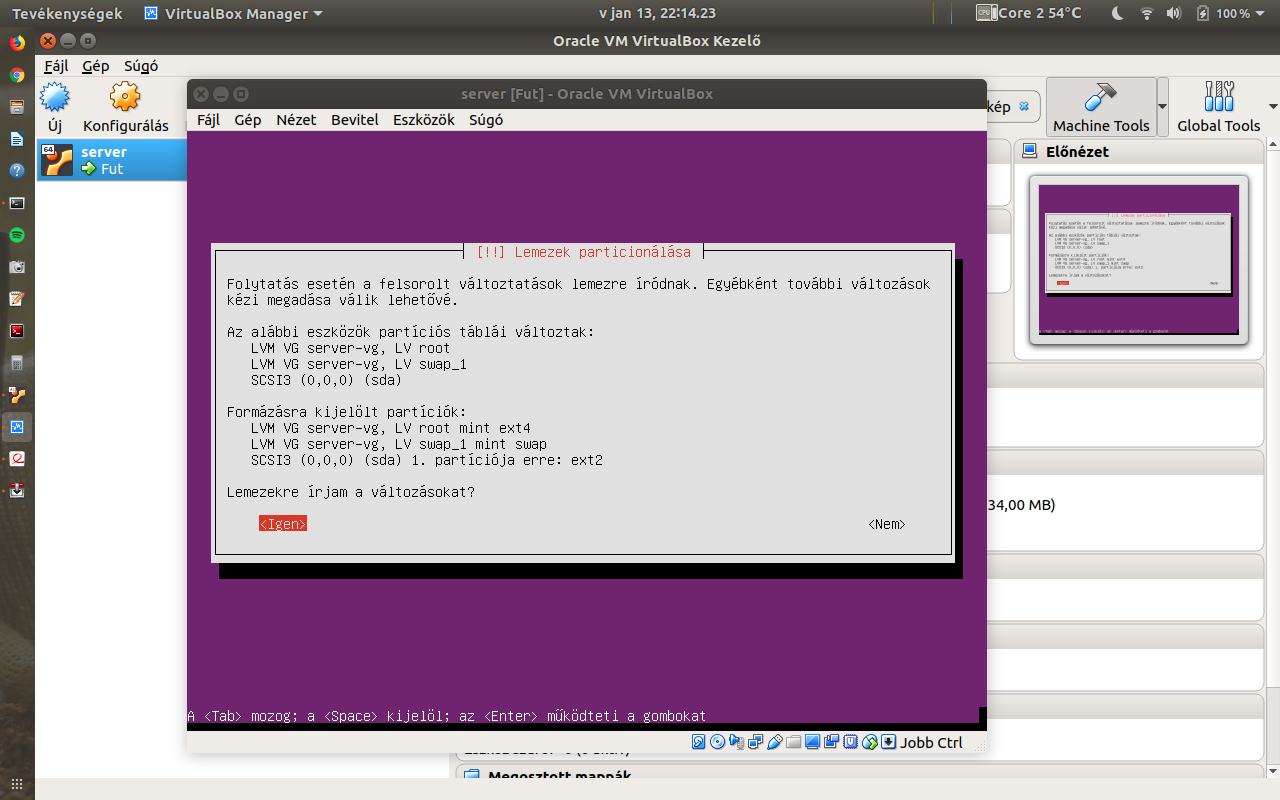 Tevékenységek
VirtualBox Manager
v jan 13, 22:14.23
Core 2 54°C
100 %
Oracle VM VirtualBox Kezelő
Fájl Gép Súgó
Új
Konfigurálás
kép
Machine Tools
Global Tools
64
server
Fut
Előnézet
server [Fut] - Oracle VM VirtualBox
Fájl Gép Nézet Bevitel Eszközök Súgó
[!!] Lemezek particionálása
Folytatás esetén a felsorolt változtatások lemezre íródnak. Egyébként további változások
kézi megadása válik lehetővé.
Az alábbi eszközök partíciós táblái változtak:
LVM VG server-vg, LV root
LVM VG server-vg, LV swap_1
SCSI3 (0,0,0) (sda)
Formázásra kijelölt partíciók:
LVM VG server-vg, LV root mint ext4
LVM VG server-vg, LV swap_1 mint swap
SCSI3 (0,0,0) (sda) 1. partíciója erre: ext2
Lemezekre írjam a változásokat?
<Igen>
<Nem>
34,00 MB)
A <Tab> mozog; a <Space> kijelöl; az <Enter> működteti a gombokat
Jobb Ctrl
Megosztott mappák